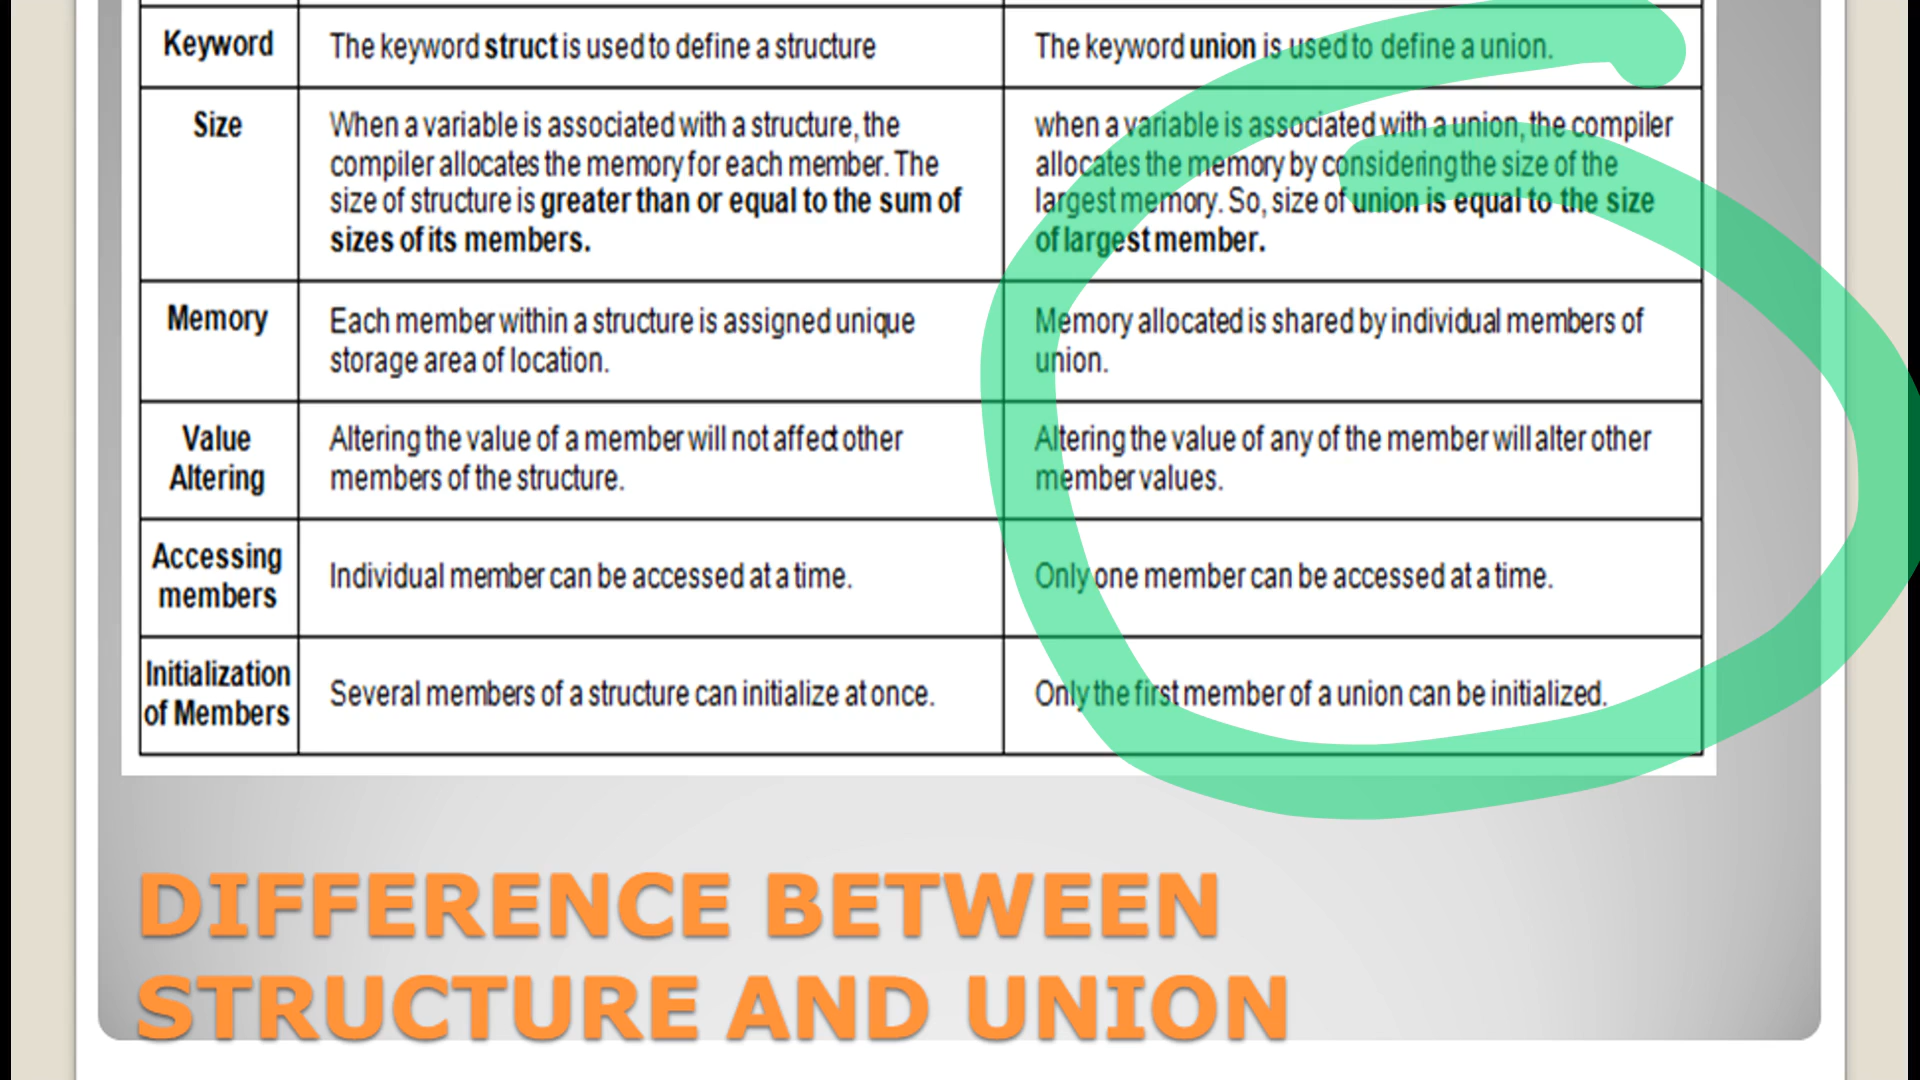 Keyword
The keyword struct is used to define a structure
The keyword union is used to define a union.
Size
When a variable is associated with a structure, the
compiler allocates the memory for each member. The
size of structure is greater than or equal to the sum of
sizes of its members.
when a variable is associated with a union, the compiler
allocates the memory by considering the size of the
largest memory. So, size of union is equal to the size
of largest member.
Memory
Each member within a structure is assigned unique
storage area of location.
Memory allocated is shared by individual members of
union.
Value
Altering
Altering the value of a member will not affect other
members of the structure.
Altering the value of any of the member will alter other
member values.
Accessing
members
Individual member can be accessed at a time.
Only one member can be accessed at a time.
Initialization
of Members
Several members of a structure can initialize at once.
Only the first member of a union can be initialized.
DIFFERENCE BETWEEN
STRUCTURE AND UNION